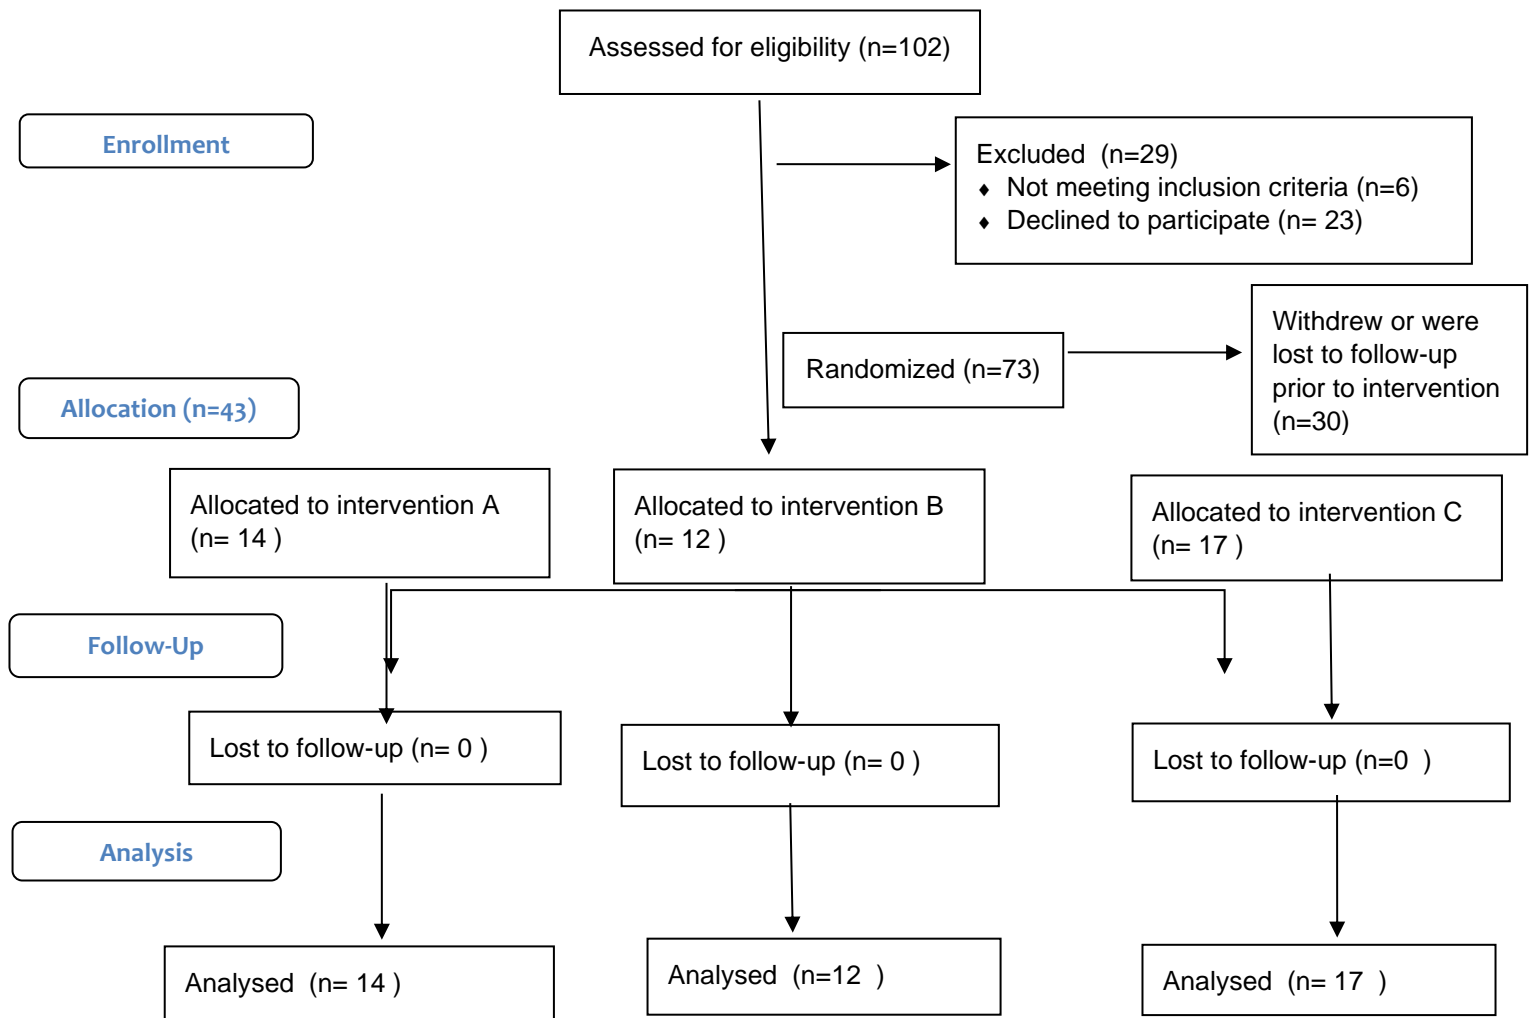 Assessed for eligibility (n=102)
Enrollment
Excluded  (n=29)
♦ Not meeting inclusion criteria (n=6)
♦ Declined to participate (n= 23)
Randomized (n=73)
Withdrew or were
lost to follow-up
prior to intervention
(n=30)
Allocation (n=43)
Allocated to intervention A
(n= 14 )
Allocated to intervention B
(n= 12 )
Allocated to intervention C
(n= 17 )
Follow-Up
Lost to follow-up (n= 0 )
Lost to follow-up (n= 0 )
Lost to follow-up (n=0  )
Analysis
Analysed  (n= 14 )
Analysed  (n=12  )
Analysed  (n= 17  )